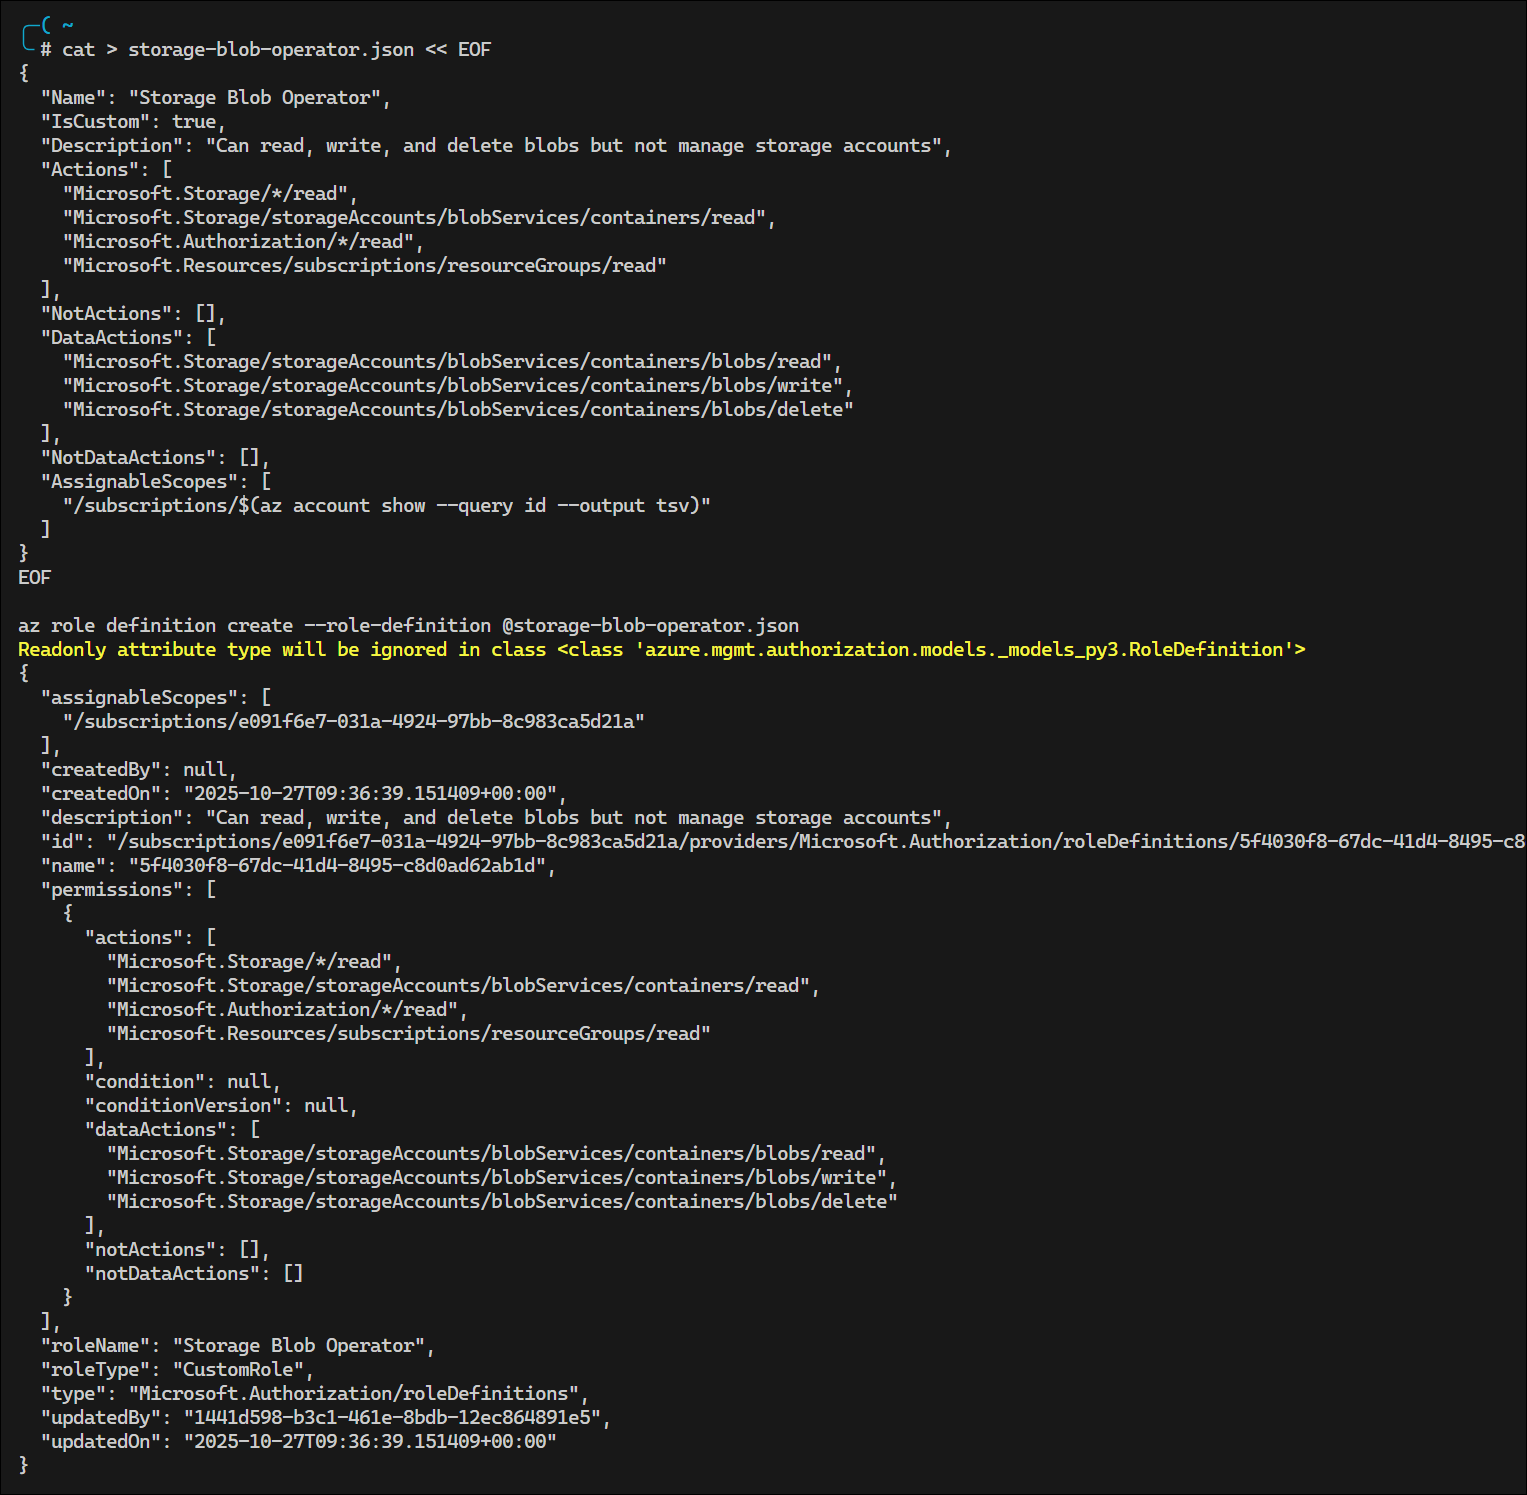 ( ~
# cat > storage-blob-operator.json << EOF
{
  "Name": "Storage Blob Operator",
  "IsCustom": true,
  "Description": "Can read, write, and delete blobs but not manage storage accounts",
  "Actions": [
    "Microsoft.Storage/*/read",
    "Microsoft.Storage/storageAccounts/blobServices/containers/read",
    "Microsoft.Authorization/*/read",
    "Microsoft.Resources/subscriptions/resourceGroups/read"
  ],
  "NotActions": [],
  "DataActions": [
    "Microsoft.Storage/storageAccounts/blobServices/containers/blobs/read",
    "Microsoft.Storage/storageAccounts/blobServices/containers/blobs/write",
    "Microsoft.Storage/storageAccounts/blobServices/containers/blobs/delete"
  ],
  "NotDataActions": [],
  "AssignableScopes": [
    "/subscriptions/$(az account show --query id --output tsv)"
  ]
}
EOF
az role definition create --role-definition @storage-blob-operator.json
Readonly attribute type will be ignored in class <class 'azure.mgmt.authorization.models._models_py3.RoleDefinition'>
{
  "assignableScopes": [
    "/subscriptions/e091f6e7-031a-4924-97bb-8c983ca5d21a"
  ],
  "createdBy": null,
  "createdOn": "2025-10-27T09:36:39.151409+00:00",
  "description": "Can read, write, and delete blobs but not manage storage accounts",
  "id": "/subscriptions/e091f6e7-031a-4924-97bb-8c983ca5d21a/providers/Microsoft.Authorization/roleDefinitions/5f4030f8-67dc-41d4-8495-c8
  "name": "5f4030f8-67dc-41d4-8495-c8d0ad62ab1d",
  "permissions": [
    {
      "actions": [
        "Microsoft.Storage/*/read",
        "Microsoft.Storage/storageAccounts/blobServices/containers/read",
        "Microsoft.Authorization/*/read",
        "Microsoft.Resources/subscriptions/resourceGroups/read"
      ],
      "condition": null,
      "conditionVersion": null,
      "dataActions": [
        "Microsoft.Storage/storageAccounts/blobServices/containers/blobs/read",
        "Microsoft.Storage/storageAccounts/blobServices/containers/blobs/write",
        "Microsoft.Storage/storageAccounts/blobServices/containers/blobs/delete"
      ],
      "notActions": [],
      "notDataActions": []
    }
  ],
  "roleName": "Storage Blob Operator",
  "roleType": "CustomRole",
  "type": "Microsoft.Authorization/roleDefinitions",
  "updatedBy": "1441d598-b3c1-461e-8bdb-12ec864891e5",
  "updatedOn": "2025-10-27T09:36:39.151409+00:00"
}